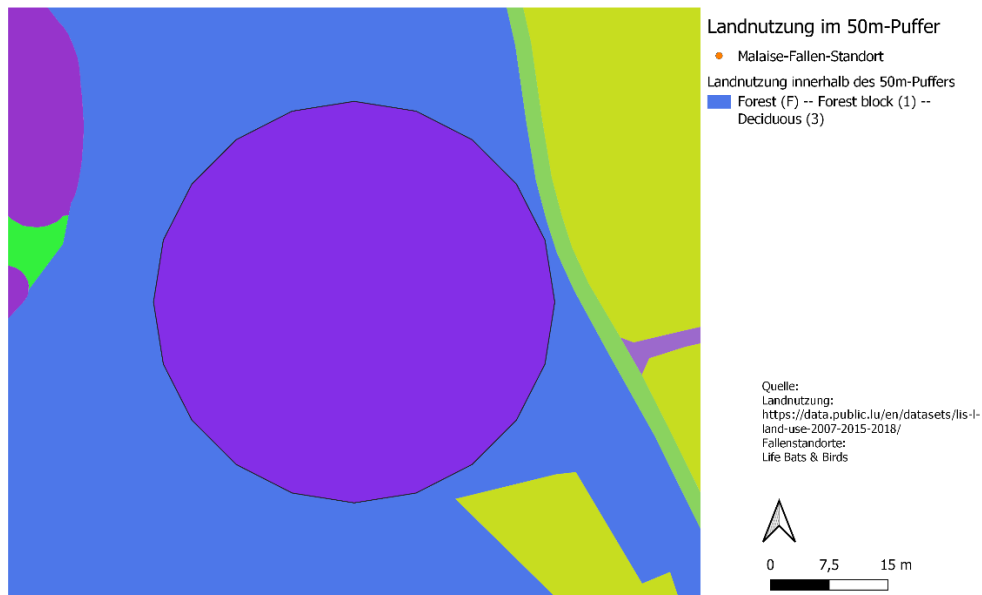 Landnutzung im 50m-Puffer
Malaise-Fallen-Standort
Landnutzung innerhalb des 50m-Puffers
Forest (F) -- Forest block (1) --
Deciduous (3)
Quelle:
Landnutzung:
https://data.public.lu/en/datasets/lis-l-
land-use-2007-2015-2018/
Fallenstandorte:
Life Bats & Birds
0 7,5 15 m